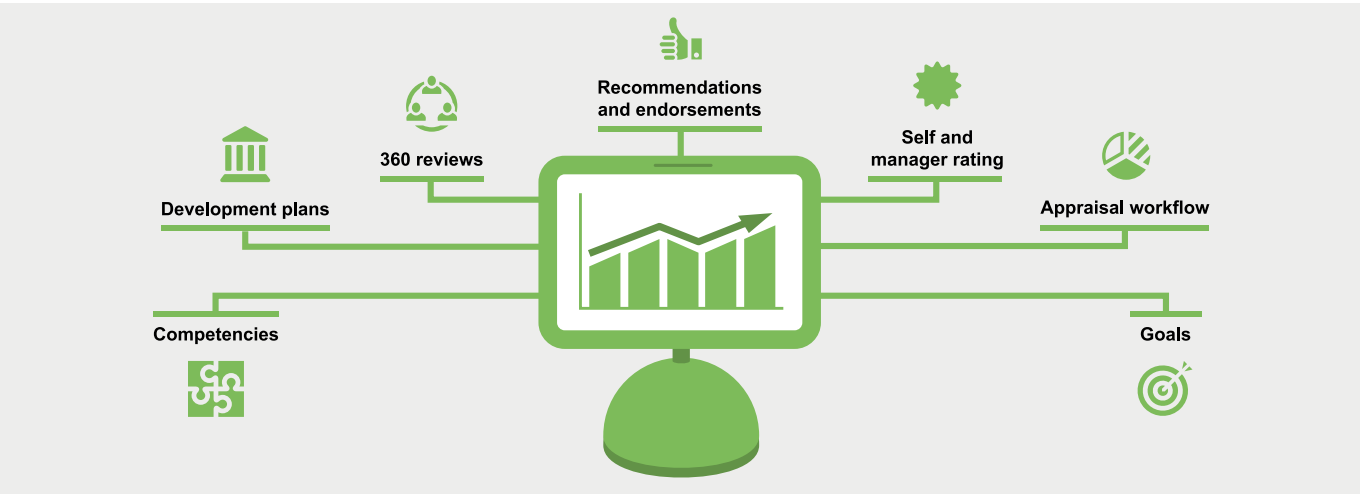 Recommendations
and endorsements
Self and
manager rating
360 reviews
Development plans
Appraisal workflow
Competencies
Goals